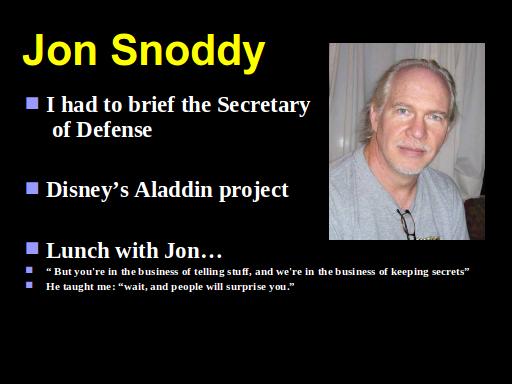 Jon Snoddy
I had to brief the Secretary
of Defense
Disney’s Aladdin project
Lunch with Jon…
“ But you're in the business of telling stuff, and we're in the business of keeping secrets”
He taught me: “wait, and people will surprise you.”